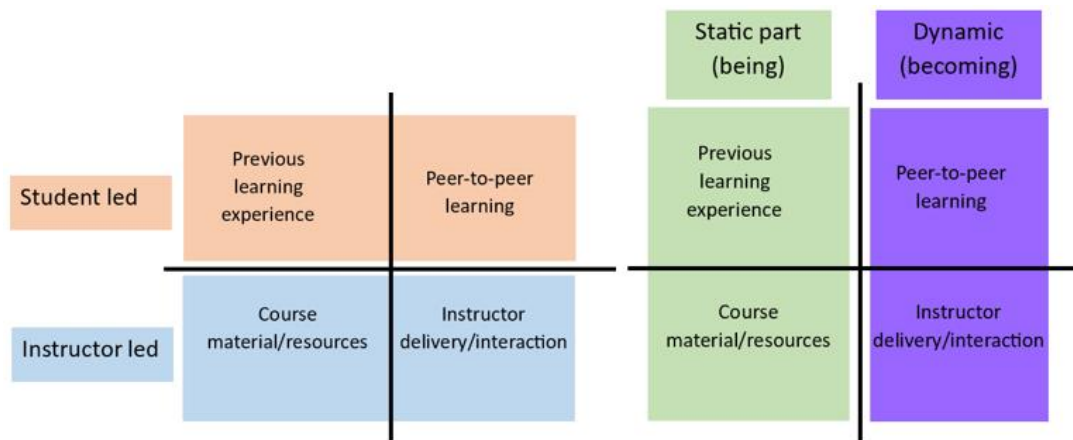 Static part
(being)
Dynamic
(becoming)
Student led
Previous
learning
experience
Peer-to-peer
learning
Previous
learning
experience
Peer-to-peer
learning
Instructor led
Course
material/resources
Instructor
delivery/interaction
Course
material/resources
Instructor
delivery/interaction